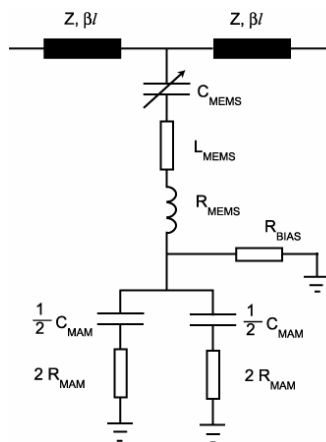 Z, βl
Z, βl
C_MEMS
L_MEMS
R_MEMS
R_BIAS
1/2 C_MAM
1/2 C_MAM
2 R_MAM
2 R_MAM